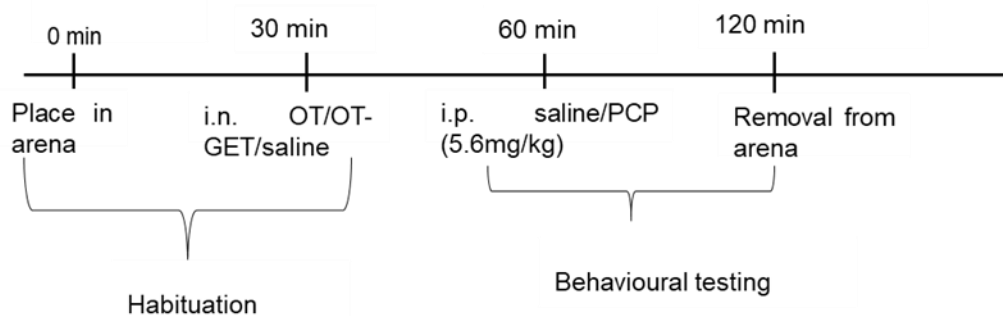 0 min
30 min
60 min
120 min
Place in
arena
i.n. OT/OT-
GET/saline
i.p. saline/PCP
(5.6mg/kg)
Removal from
arena
Habituation
Behavioural testing